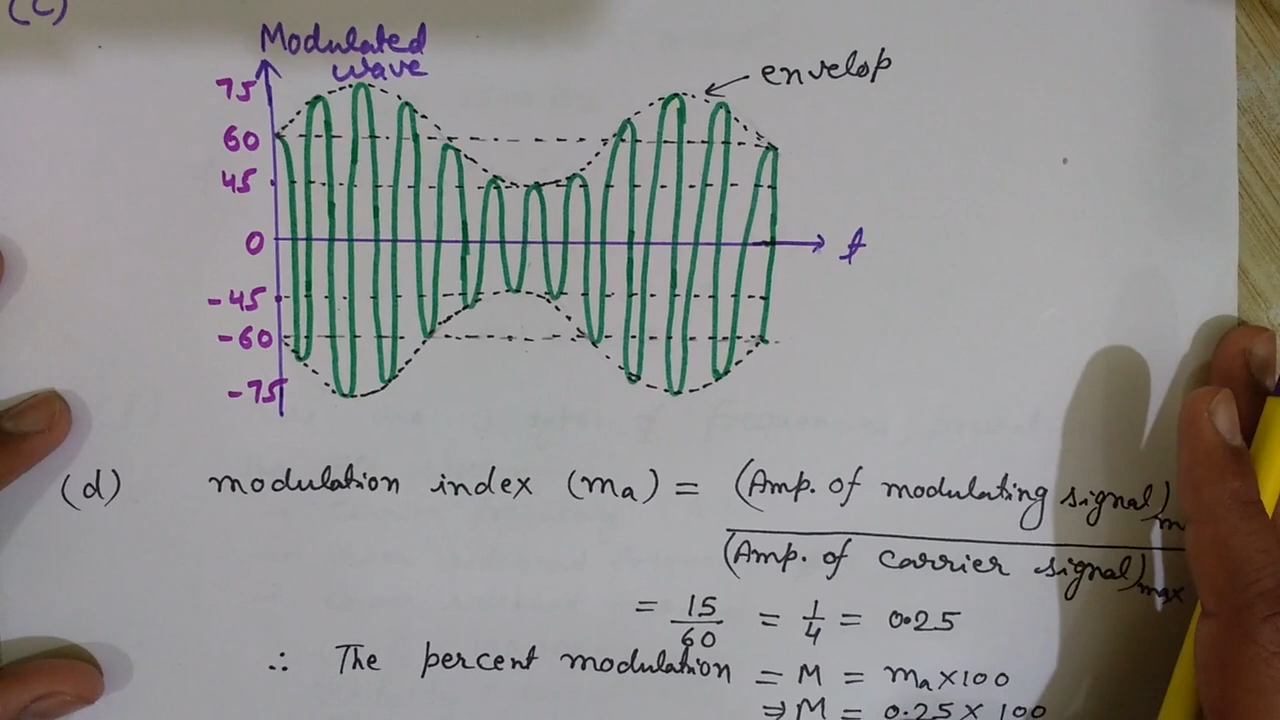 (C)
Modulated
wave
envelop
75
60
45
0
-45
-60
-75
t
(d) modulation index (ma) = (Amp. of modulating signal)m
(Amp. of carrier signal)max
= 15/60 = 1/4 = 0.25
∴ The percent modulation = M = ma×100
⇒ M = 0.25 × 100